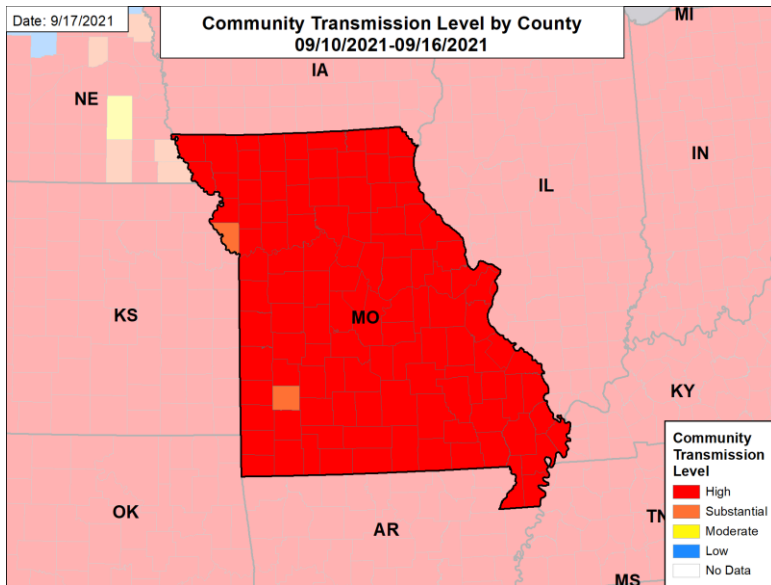 Date: 9/17/2021
Community Transmission Level by County
09/10/2021-09/16/2021
MI
IA
NE
IN
IL
KS
MO
KY
OK
AR
TN
MS
Community
Transmission
Level
High
Substantial
Moderate
Low
No Data